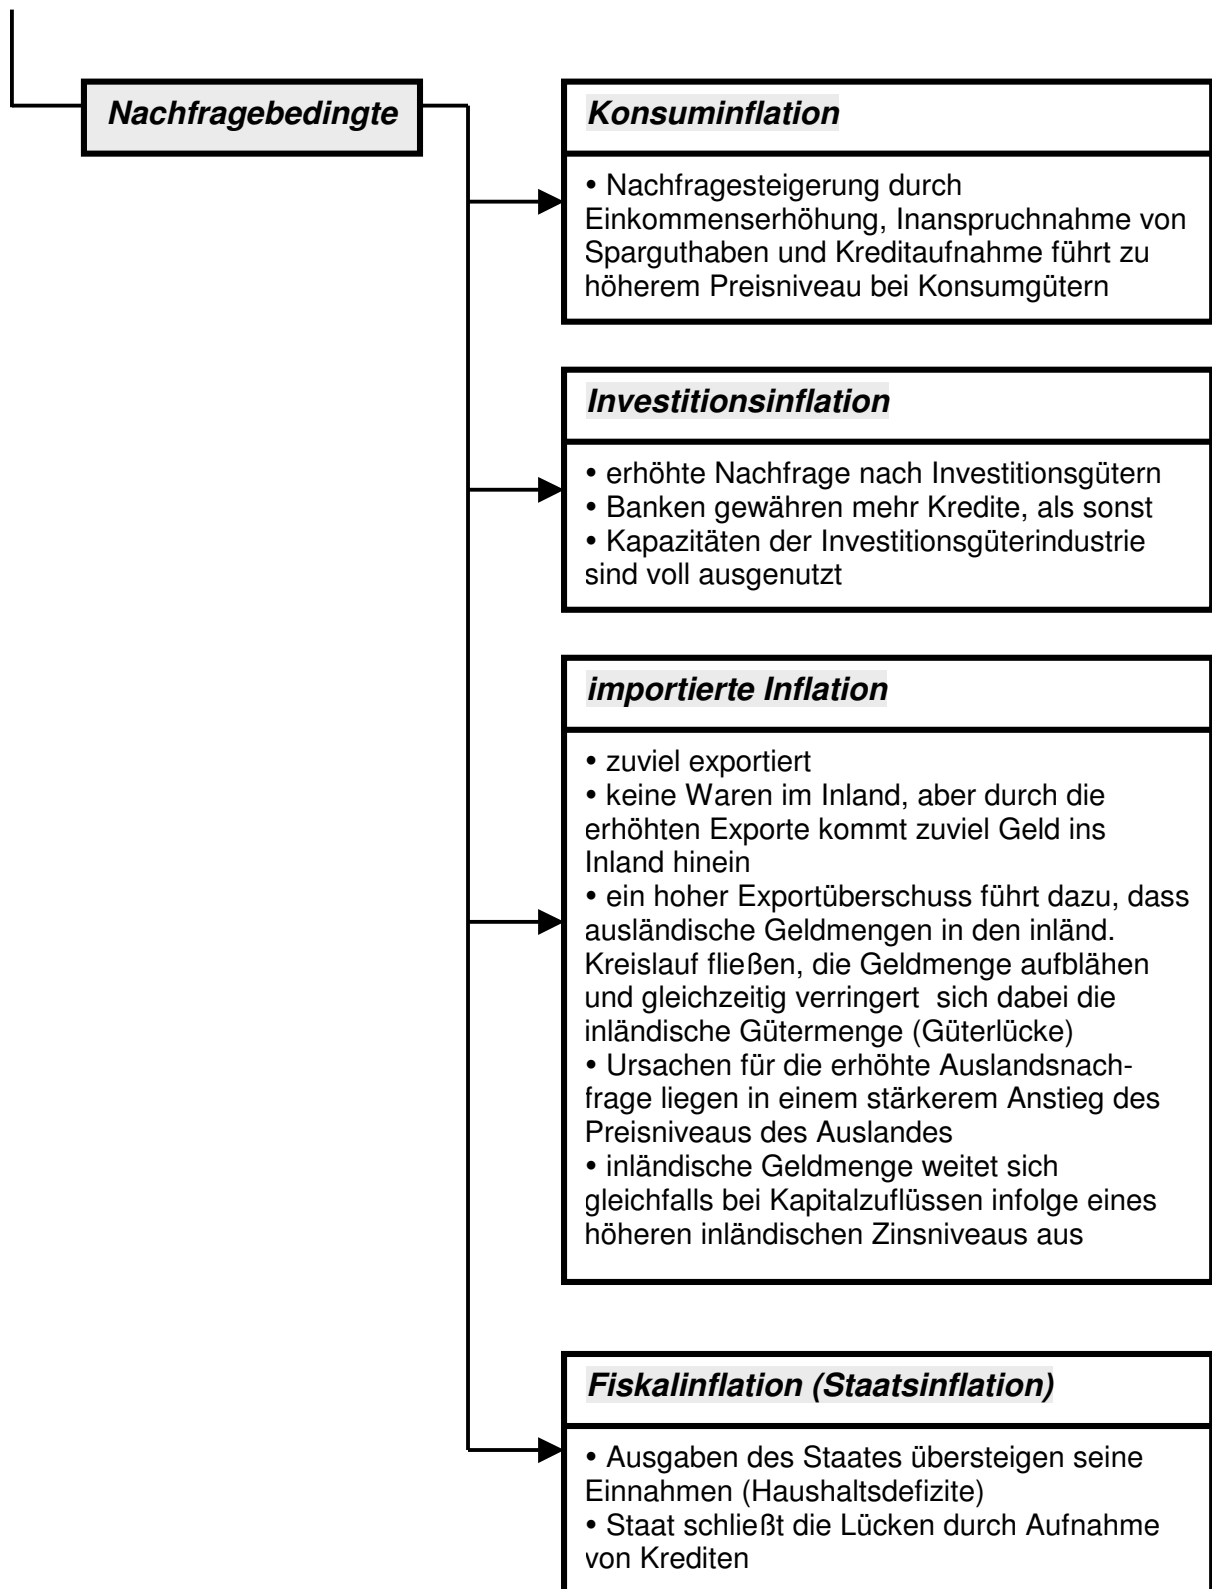 Nachfragebedingte
Konsuminflation
• Nachfragesteigerung durch
Einkommenserhöhung, Inanspruchnahme von
Sparguthaben und Kreditaufnahme führt zu
höherem Preisniveau bei Konsumgütern
Investitionsinflation
• erhöhte Nachfrage nach Investitionsgütern
• Banken gewähren mehr Kredite, als sonst
• Kapazitäten der Investitionsgüterindustrie
sind voll ausgenutzt
importierte Inflation
• zuviel exportiert
• keine Waren im Inland, aber durch die
erhöhten Exporte kommt zuviel Geld ins
Inland hinein
• ein hoher Exportüberschuss führt dazu, dass
ausländische Geldmengen in den inländ.
Kreislauf fließen, die Geldmenge aufblähen
und gleichzeitig verringert sich dabei die
inländische Gütermenge (Güterlücke)
• Ursachen für die erhöhte Auslandsnach-
frage liegen in einem stärkerem Anstieg des
Preisniveaus des Auslandes
• inländische Geldmenge weitet sich
gleichfalls bei Kapitalzuflüssen infolge eines
höheren inländischen Zinsniveaus aus
Fiskalinflation (Staatsinflation)
• Ausgaben des Staates übersteigen seine
Einnahmen (Haushaltsdefizite)
• Staat schließt die Lücken durch Aufnahme
von Krediten